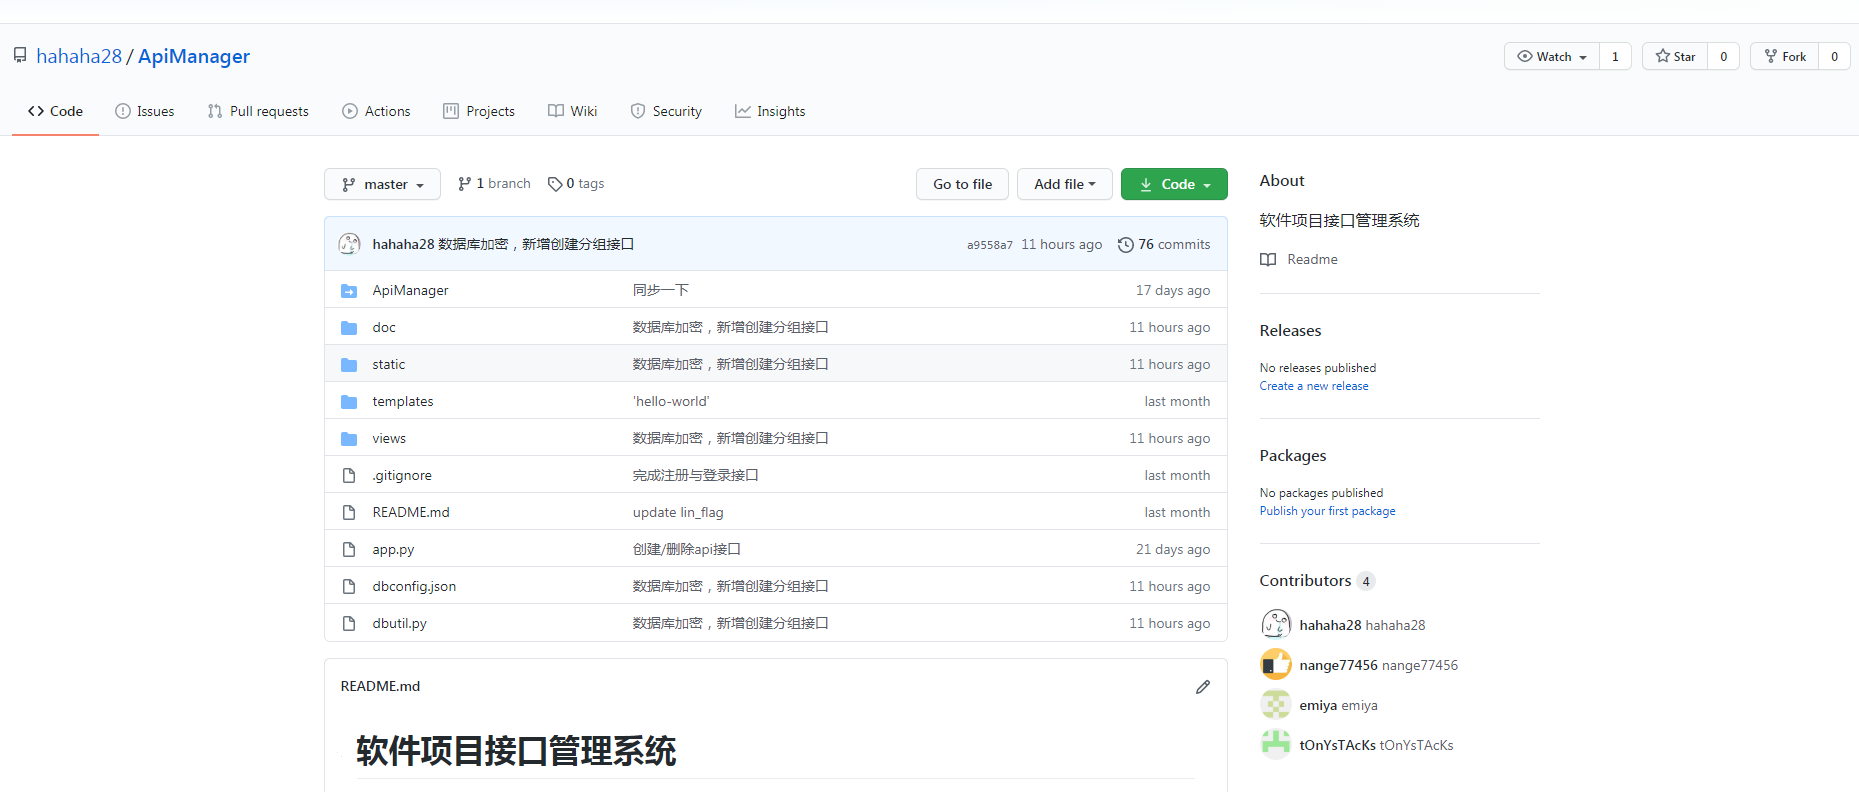 hahaha28 / ApiManager
Watch 1 Star 0 Fork 0
Code Issues Pull requests Actions Projects Wiki Security Insights
master 1 branch 0 tags Go to file Add file Code
hahaha28 数据库加密，新增创建分组接口 a9558a7 11 hours ago 76 commits
ApiManager 同步一下 17 days ago
doc 数据库加密，新增创建分组接口 11 hours ago
static 数据库加密，新增创建分组接口 11 hours ago
templates 'hello-world' last month
views 数据库加密，新增创建分组接口 11 hours ago
.gitignore 完成注册与登录接口 last month
README.md update lin_flag last month
app.py 创建/删除api接口 21 days ago
dbconfig.json 数据库加密，新增创建分组接口 11 hours ago
dbutil.py 数据库加密，新增创建分组接口 11 hours ago
README.md
软件项目接口管理系统
About
软件项目接口管理系统
Readme
Releases
No releases published
Create a new release
Packages
No packages published
Publish your first package
Contributors 4
hahaha28 hahaha28
nange77456 nange77456
emiya emiya
tOnYsTAcKs tOnYsTAcKs